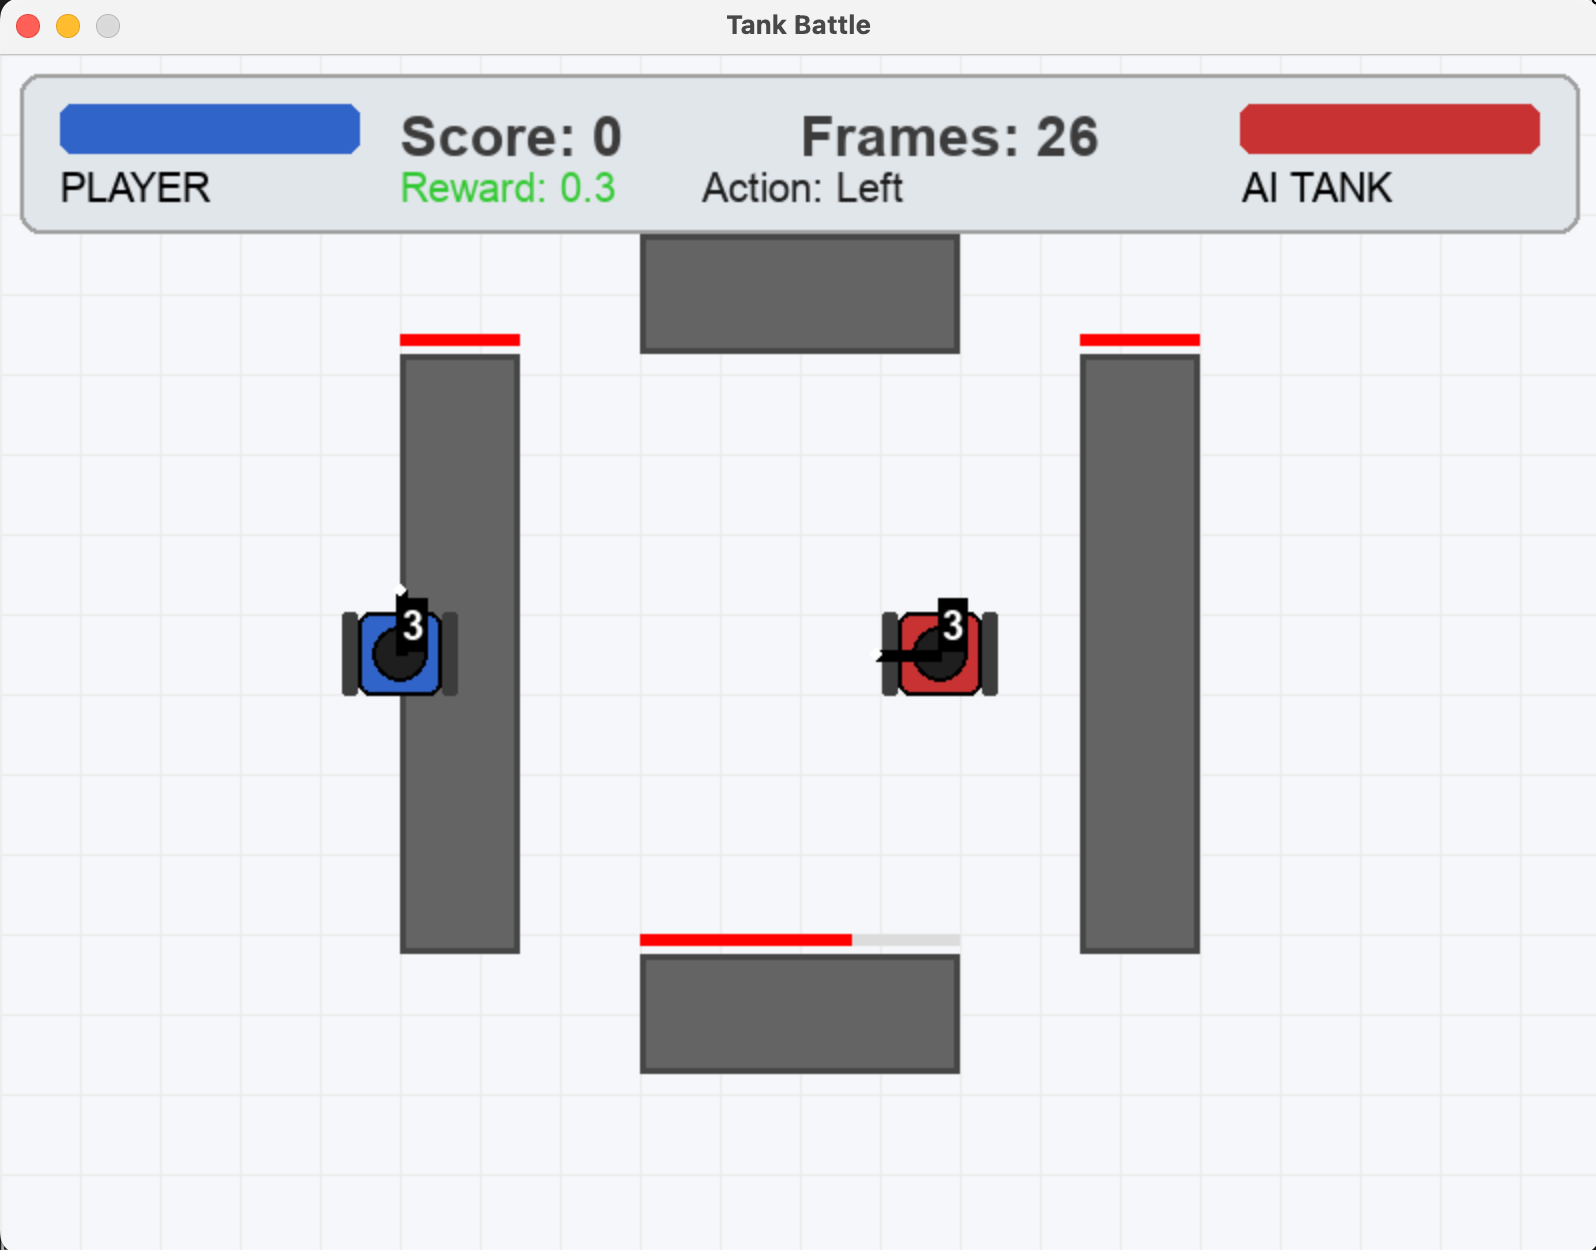 Tank Battle
Score: 0
Frames: 26
PLAYER
Reward: 0.3
Action: Left
AI TANK
3
3